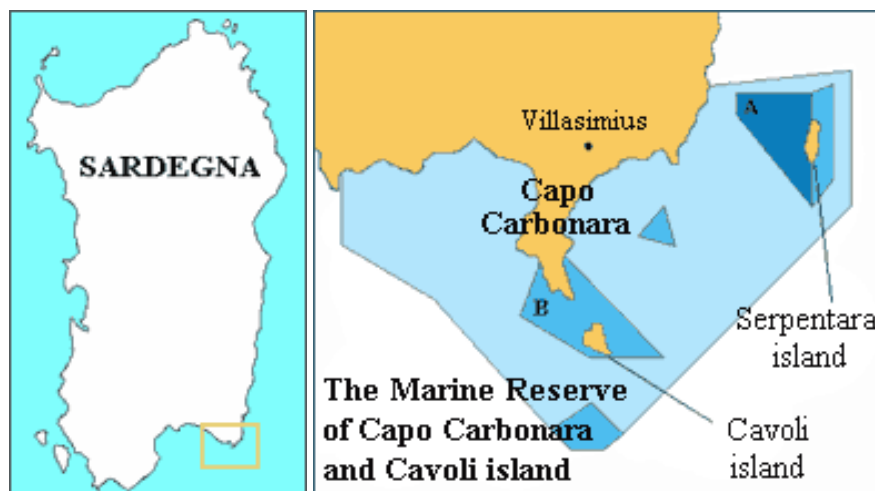 SARDEGNA
A
Villasimius
Capo
Carbonara
B
Serpentara
island
The Marine Reserve
of Capo Carbonara
and Cavoli island
Cavoli
island